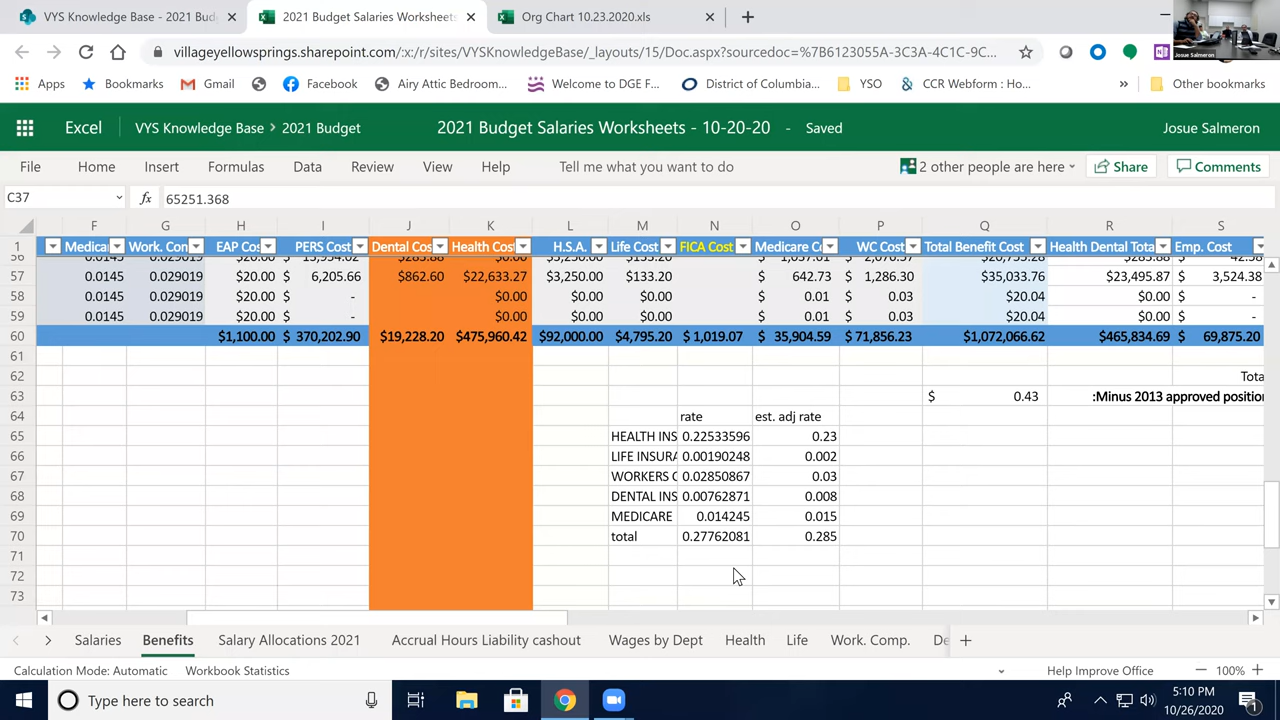 VYS Knowledge Base - 2021 Bud
2021 Budget Salaries Worksheets
Org Chart 10.23.2020.xls
villageyellowsprings.sharepoint.com/:x:/r/sites/VYSKnowledgeBase/_layouts/15/Doc.aspx?sourcedoc=%7B6123055A-3C3A-4C1C-9C...
Josue Salmeron
Apps Bookmarks Gmail Facebook Airy Attic Bedroom... Welcome to DGE F... District of Columbia... YSO CCR Webform : Ho... » Other bookmarks
Excel VYS Knowledge Base > 2021 Budget 2021 Budget Salaries Worksheets - 10-20-20 - Saved Josue Salmeron
File Home Insert Formulas Data Review View Help Tell me what you want to do 2 other people are here Share Comments
C37 fx 65251.368
F G H I J K L M N O P Q R S
1 Medica Work. Con EAP Cos PERS Cost Dental Cost Health Cost H.S.A. Life Cost FICA Cost Medicare Co WC Cost Total Benefit Cost Health Dental Tota Emp. Cost
57 0.0145 0.029019 $20.00 $ 6,205.66 $862.60 $22,633.27 $3,250.00 $133.20 $ 642.73 $ 1,286.30 $35,033.76 $23,495.87 $ 3,524.38
58 0.0145 0.029019 $20.00 $ - $0.00 $0.00 $0.00 $ 0.01 $ 0.03 $20.04 $0.00 $ -
59 0.0145 0.029019 $20.00 $ - $0.00 $0.00 $0.00 $ 0.01 $ 0.03 $20.04 $0.00 $ -
60 $1,100.00 $ 370,202.90 $19,228.20 $475,960.42 $92,000.00 $4,795.20 $ 1,019.07 $ 35,904.59 $ 71,856.23 $1,072,066.62 $465,834.69 $ 69,875.20
61
62 Tota
63 $ 0.43 :Minus 2013 approved position
64 rate est. adj rate
65 HEALTH INS 0.22533596 0.23
66 LIFE INSURA 0.00190248 0.002
67 WORKERS C 0.02850867 0.03
68 DENTAL INS 0.00762871 0.008
69 MEDICARE 0.014245 0.015
70 total 0.27762081 0.285
71
72
73
Salaries Benefits Salary Allocations 2021 Accrual Hours Liability cashout Wages by Dept Health Life Work. Comp. De
Calculation Mode: Automatic Workbook Statistics Help Improve Office 100%
Type here to search
5:10 PM
10/26/2020
1